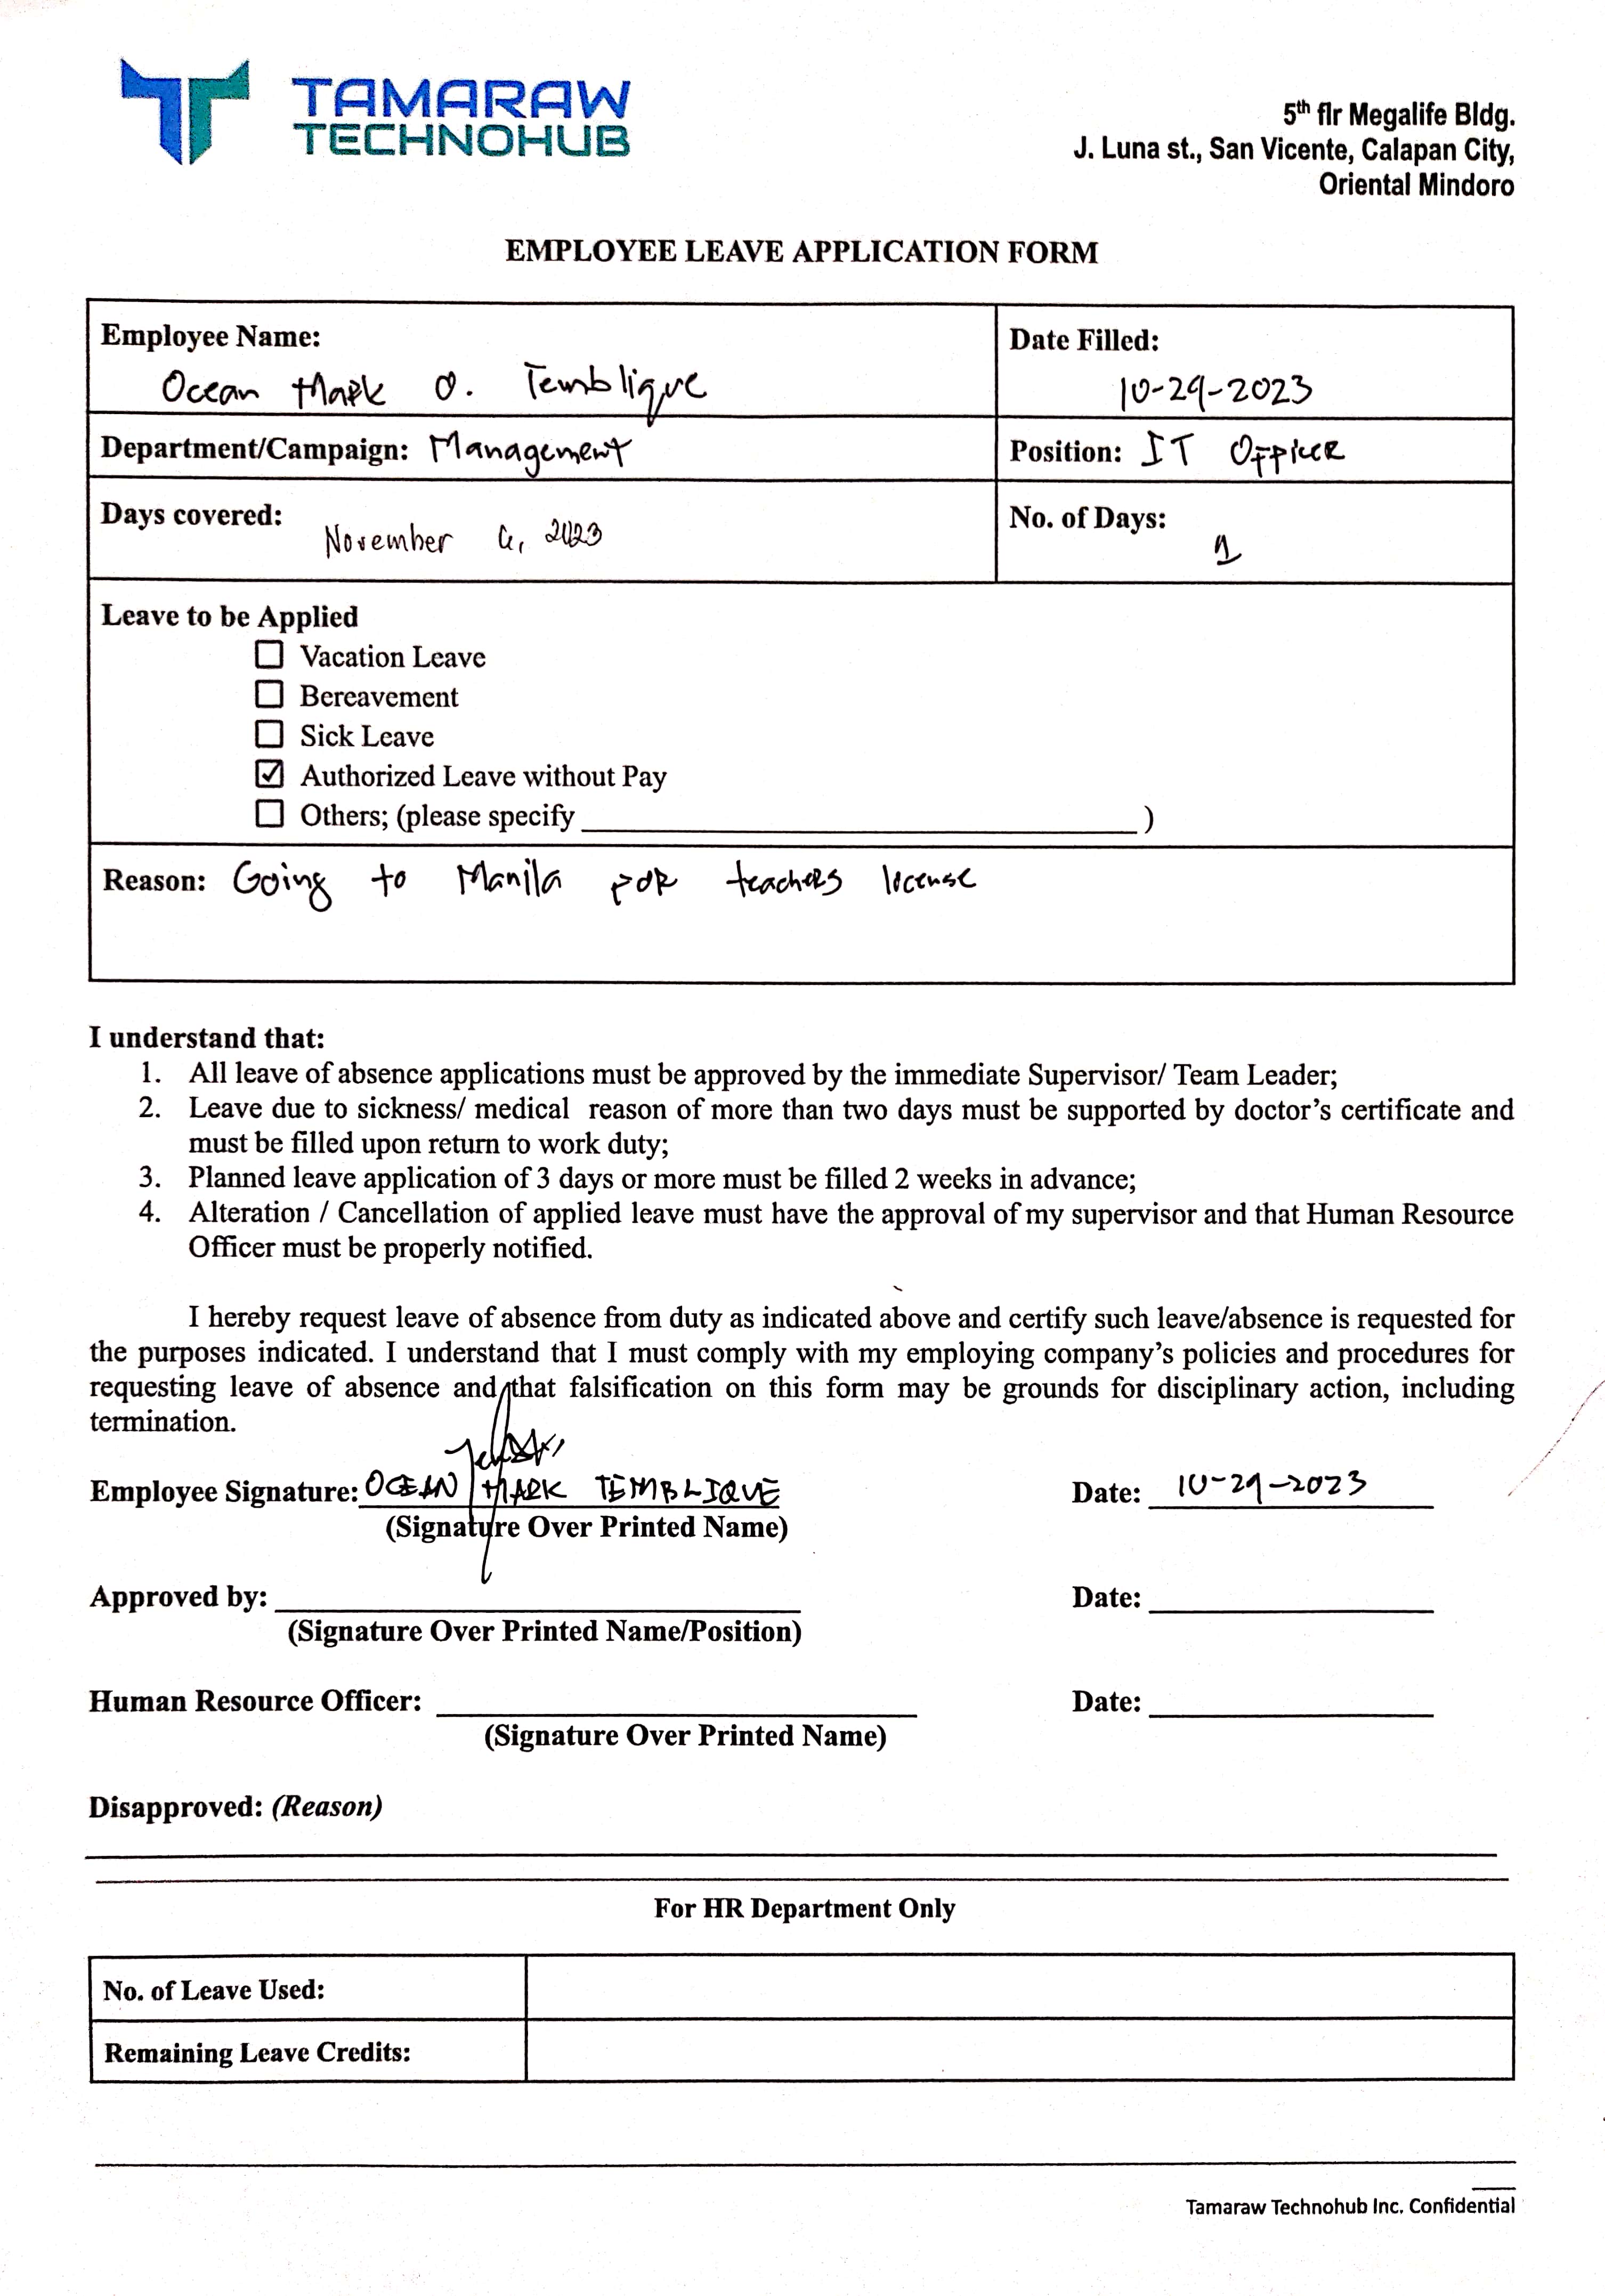 TAMARAW
TECHNOHUB
5th flr Megalife Bldg.
J. Luna st., San Vicente, Calapan City,
Oriental Mindoro
EMPLOYEE LEAVE APPLICATION FORM
Employee Name:
Ocean Mark O. Temblique
Date Filled:
10-29-2023
Department/Campaign: Management
Position: IT Officer
Days covered: November 6, 2023
No. of Days: 1
Leave to be Applied
☐ Vacation Leave
☐ Bereavement
☐ Sick Leave
☑ Authorized Leave without Pay
☐ Others; (please specify ____________________)
Reason: Going to Manila for teachers license
I understand that:
1. All leave of absence applications must be approved by the immediate Supervisor/ Team Leader;
2. Leave due to sickness/ medical reason of more than two days must be supported by doctor's certificate and
must be filled upon return to work duty;
3. Planned leave application of 3 days or more must be filled 2 weeks in advance;
4. Alteration / Cancellation of applied leave must have the approval of my supervisor and that Human Resource
Officer must be properly notified.
I hereby request leave of absence from duty as indicated above and certify such leave/absence is requested for
the purposes indicated. I understand that I must comply with my employing company's policies and procedures for
requesting leave of absence and that falsification on this form may be grounds for disciplinary action, including
termination.
Employee Signature: OCEAN MARK TEMBLIQUE
Date: 10-29-2023
(Signature Over Printed Name)
Approved by: ____________________
Date: ____________________
(Signature Over Printed Name/Position)
Human Resource Officer: ____________________
Date: ____________________
(Signature Over Printed Name)
Disapproved: (Reason)
For HR Department Only
No. of Leave Used:
Remaining Leave Credits:
Tamaraw Technohub Inc. Confidential